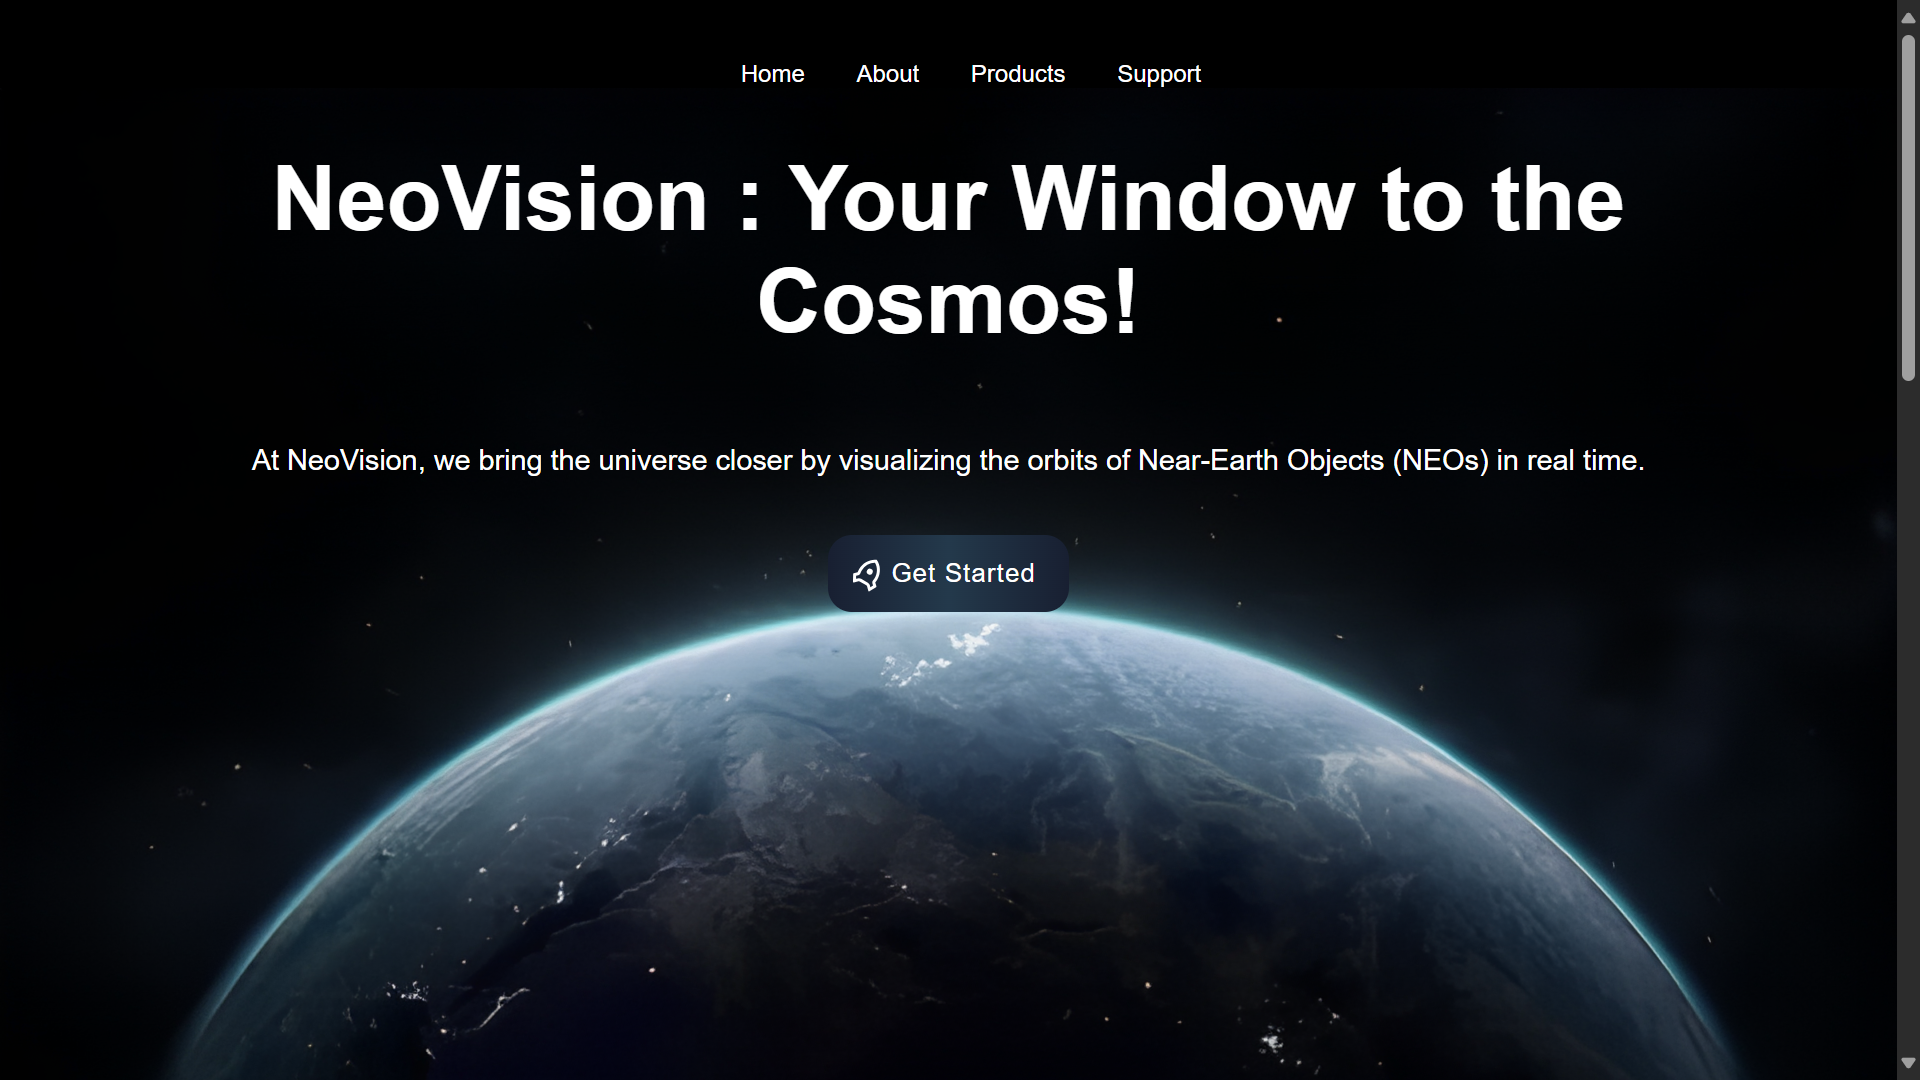 Home About Products Support
NeoVision : Your Window to the
Cosmos!
At NeoVision, we bring the universe closer by visualizing the orbits of Near-Earth Objects (NEOs) in real time.
Get Started